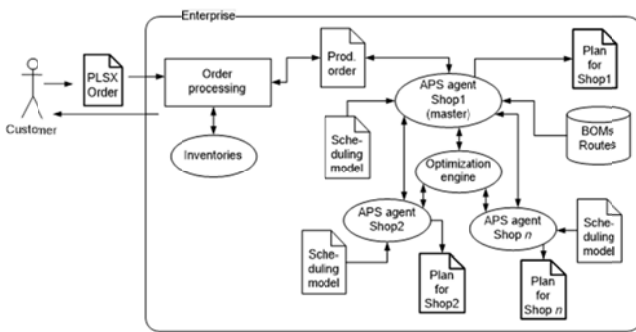 Enterprise
PLSX
Order
Customer
Order
processing
Inventories
Prod.
order
Sche-
duling
model
APS agent
Shop1
(master)
Plan
for
Shop1
BOMs
Routes
Optimization
engine
APS agent
Shop2
APS agent
Shop n
Sche-
duling
model
Plan
for
Shop2
Plan
for
Shop n
Sche-
duling
model